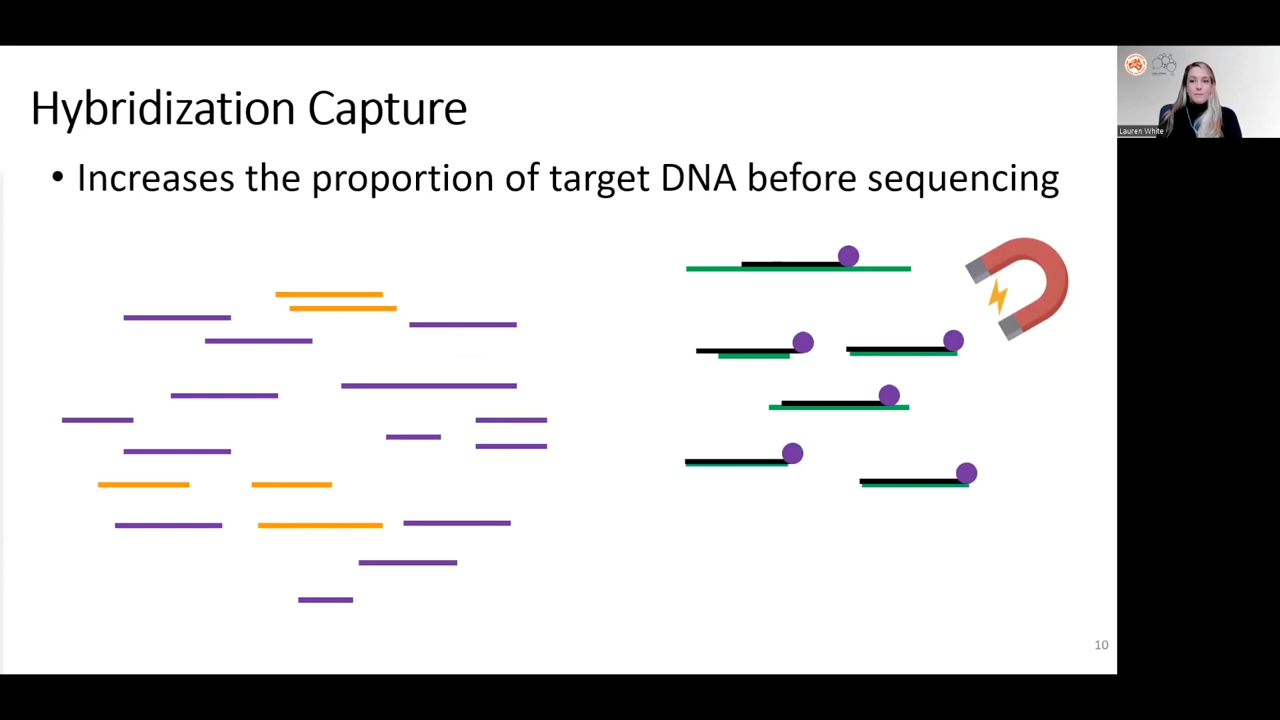 Hybridization Capture
• Increases the proportion of target DNA before sequencing
Lauren White
10